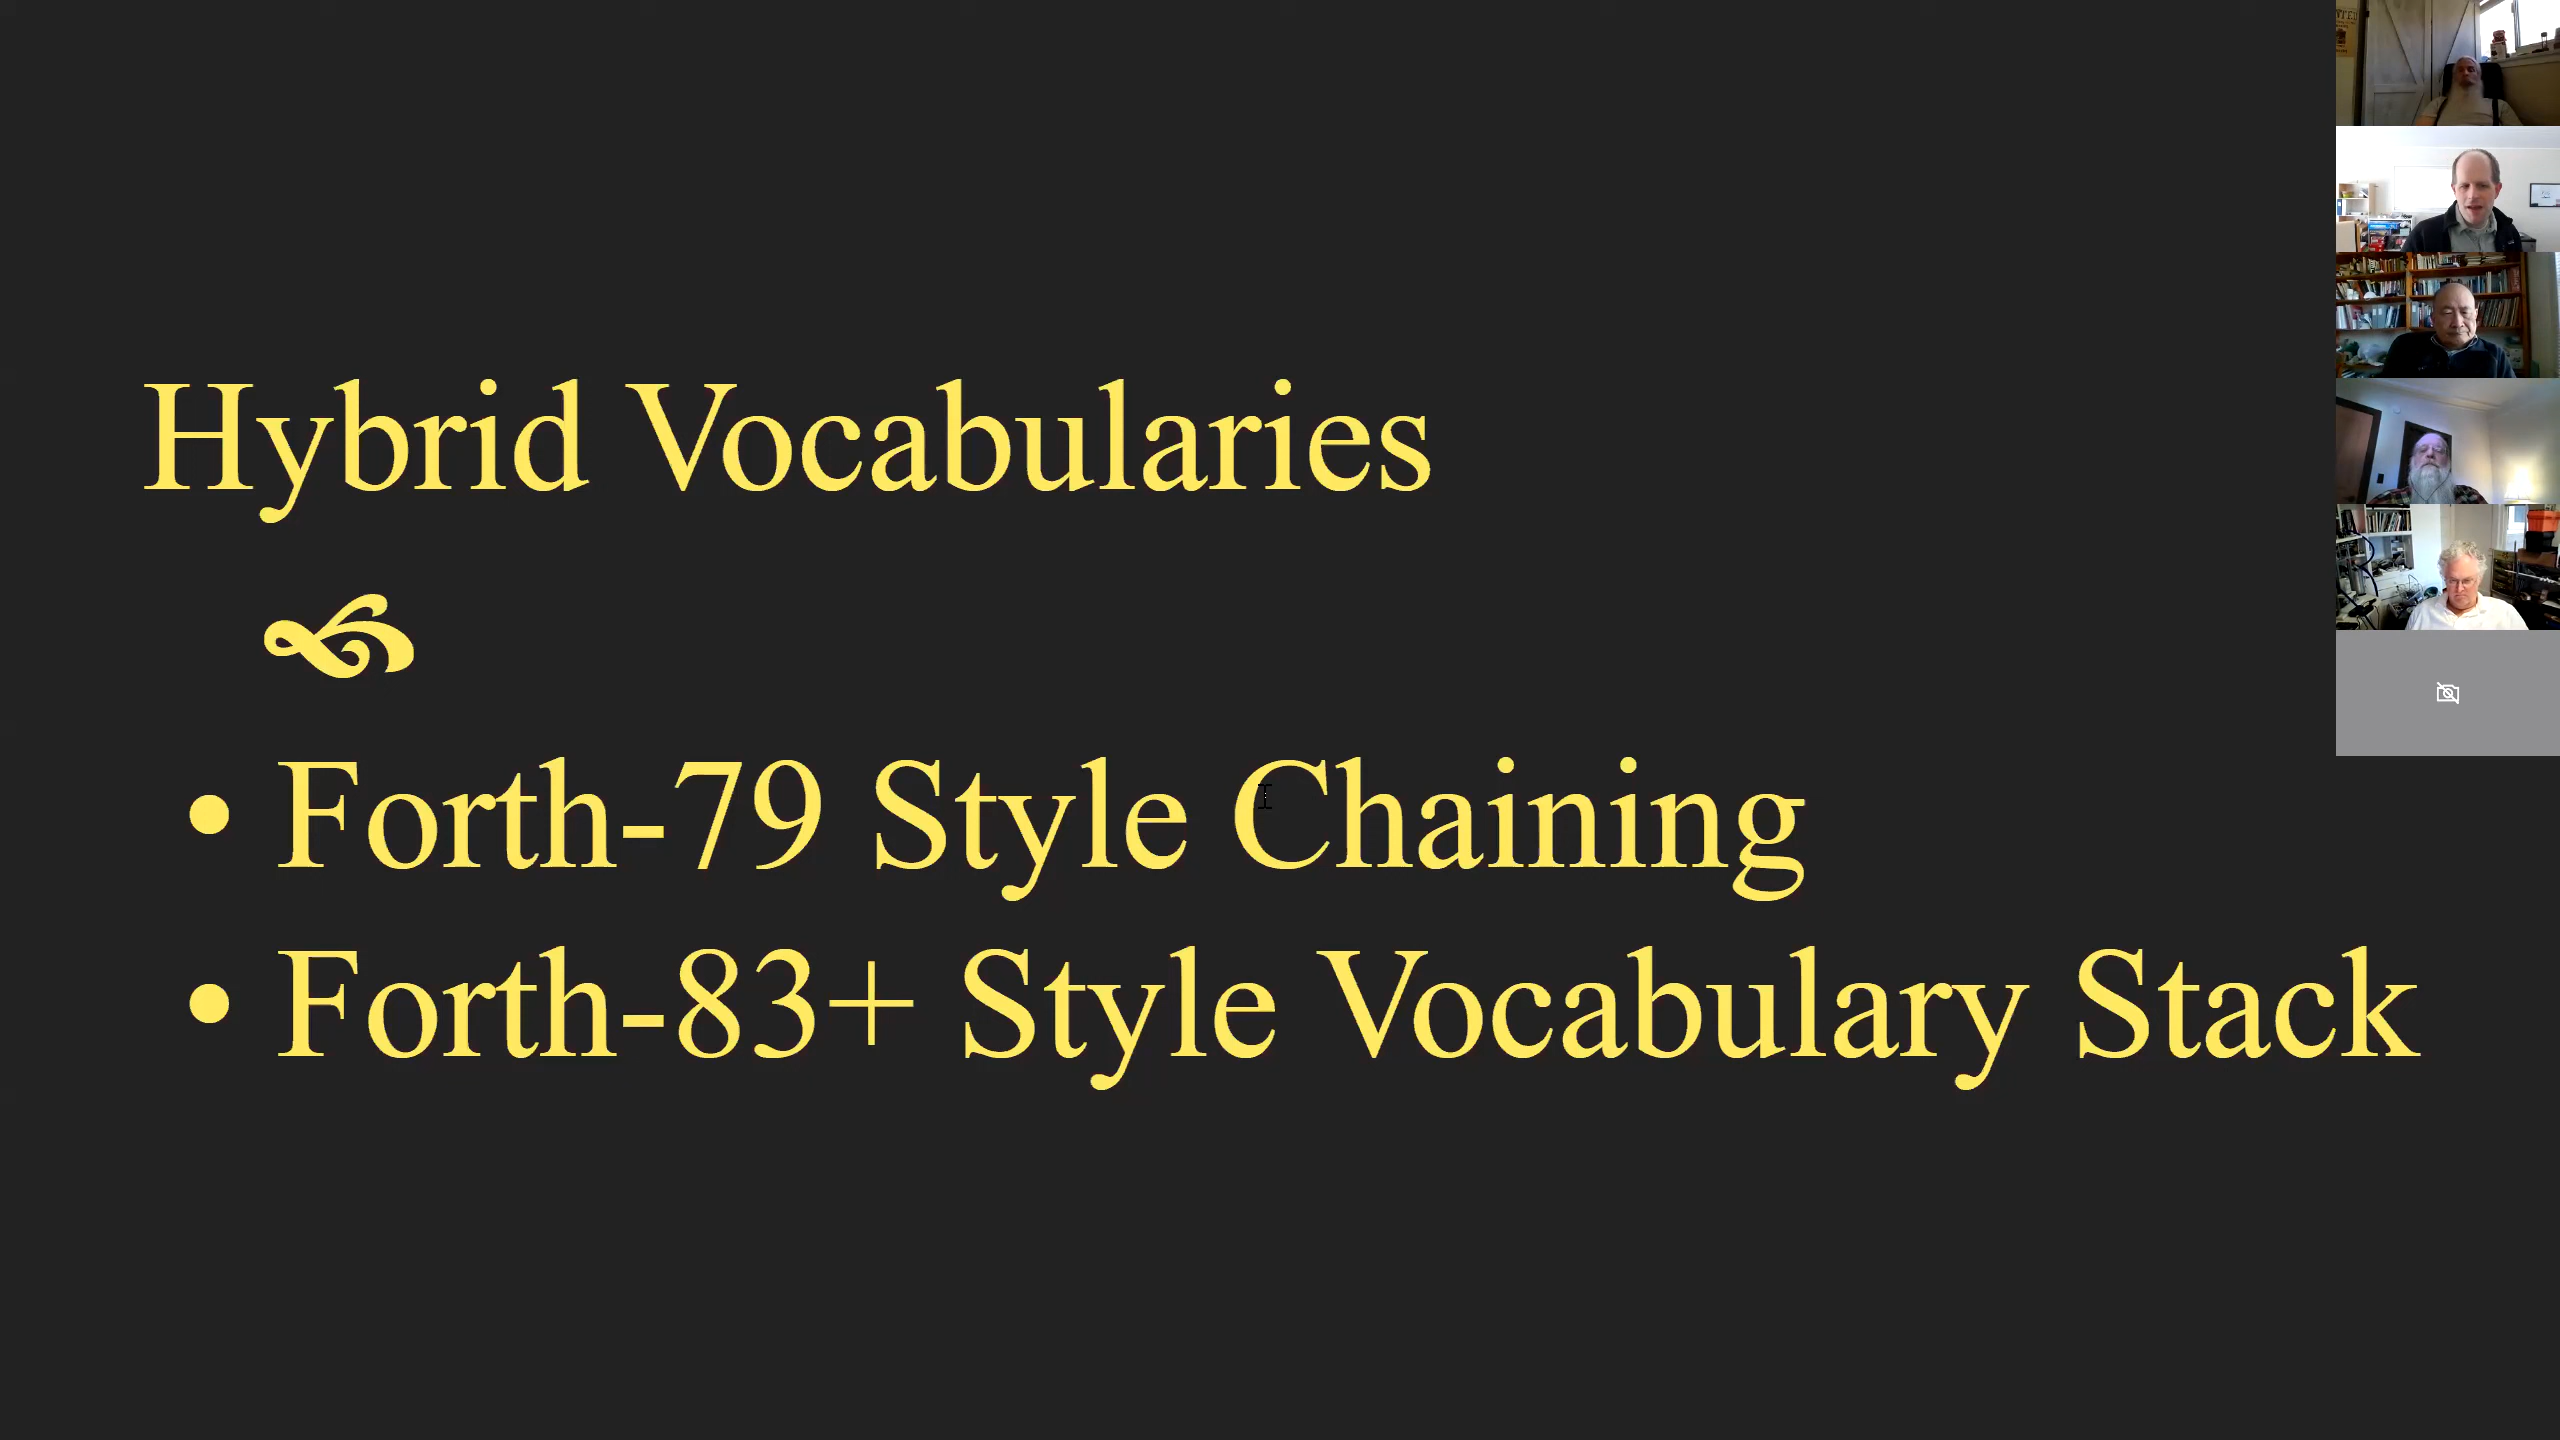 Hybrid Vocabularies
• Forth-79 Style Chaining
• Forth-83+ Style Vocabulary Stack